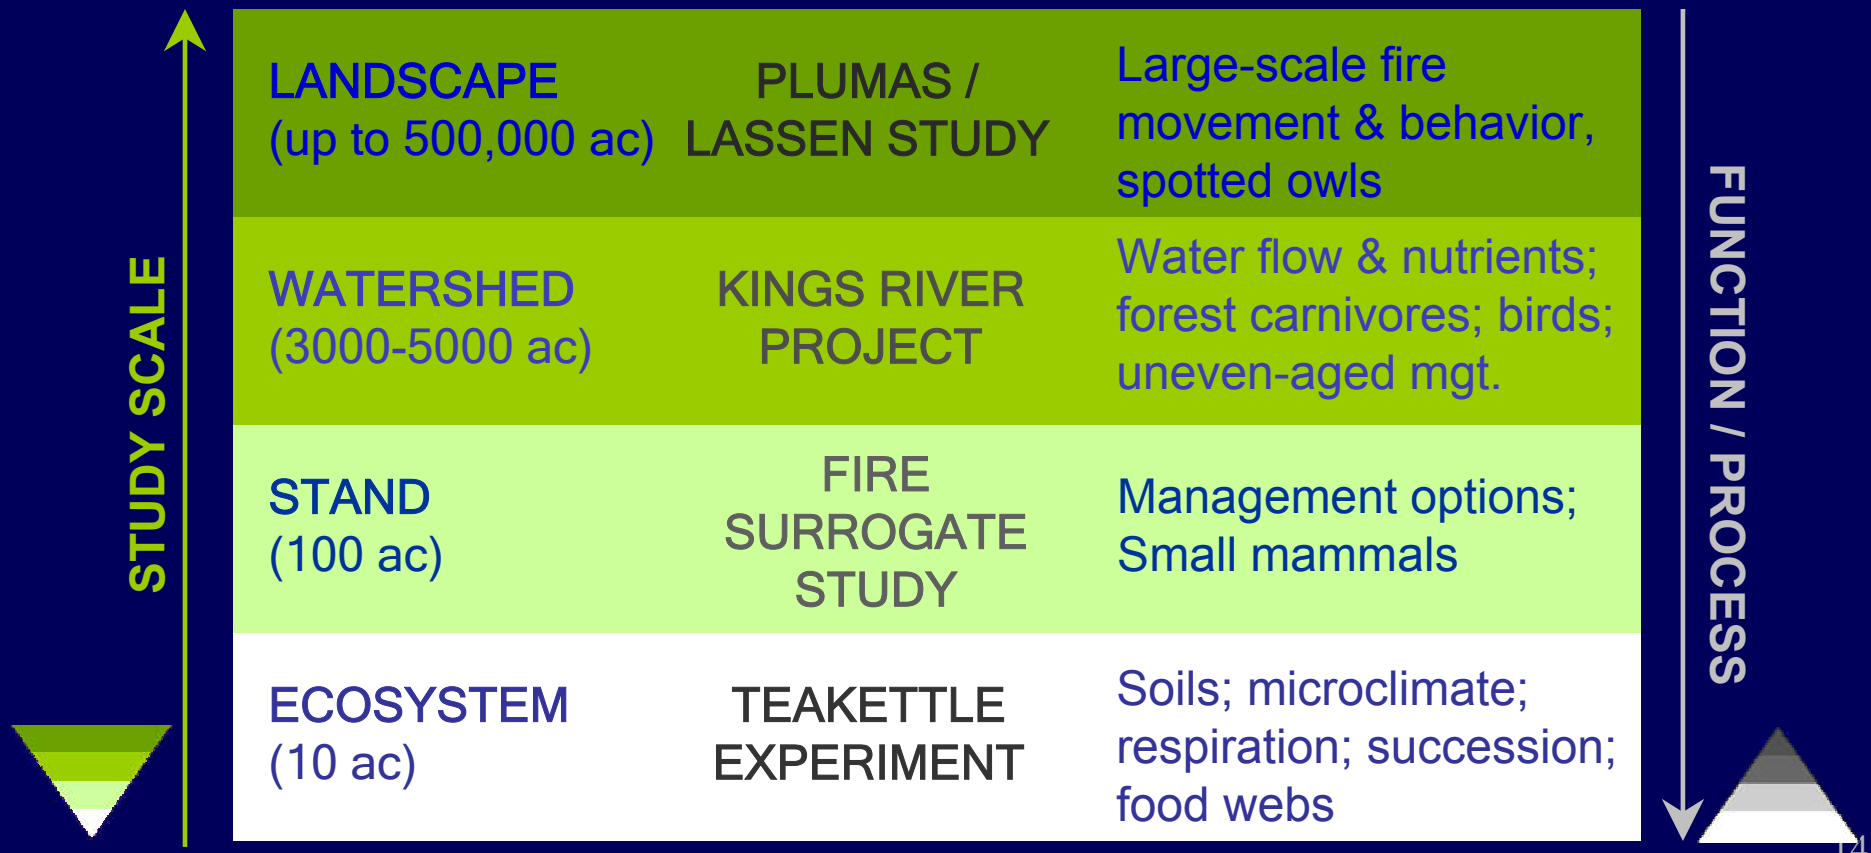 STUDY SCALE
LANDSCAPE
(up to 500,000 ac)
PLUMAS /
LASSEN STUDY
Large-scale fire
movement & behavior,
spotted owls
WATERSHED
(3000-5000 ac)
KINGS RIVER
PROJECT
Water flow & nutrients;
forest carnivores; birds;
uneven-aged mgt.
STAND
(100 ac)
FIRE
SURROGATE
STUDY
Management options;
Small mammals
ECOSYSTEM
(10 ac)
TEAKETTLE
EXPERIMENT
Soils; microclimate;
respiration; succession;
food webs
FUNCTION / PROCESS